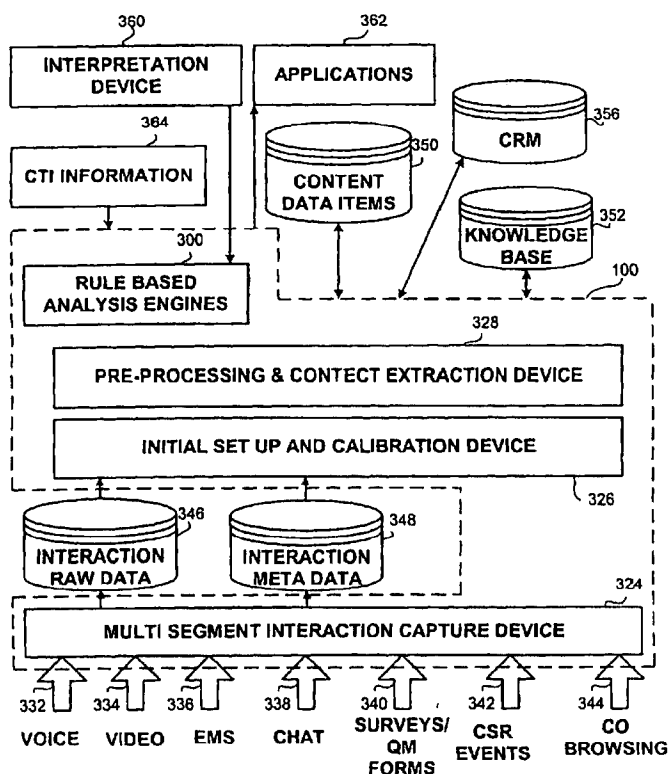 360
362
INTERPRETATION
DEVICE
APPLICATIONS
364
CTI INFORMATION
350
CONTENT
DATA ITEMS
356
CRM
352
KNOWLEDGE
BASE
300
RULE BASED
ANALYSIS ENGINES
100
328
PRE-PROCESSING & CONTECT EXTRACTION DEVICE
INITIAL SET UP AND CALIBRATION DEVICE
326
346
INTERACTION
RAW DATA
348
INTERACTION
META DATA
324
MULTI SEGMENT INTERACTION CAPTURE DEVICE
332
334
336
338
340
342
344
VOICE
VIDEO
EMS
CHAT
SURVEYS/
QM
FORMS
CSR
EVENTS
CO
BROWSING